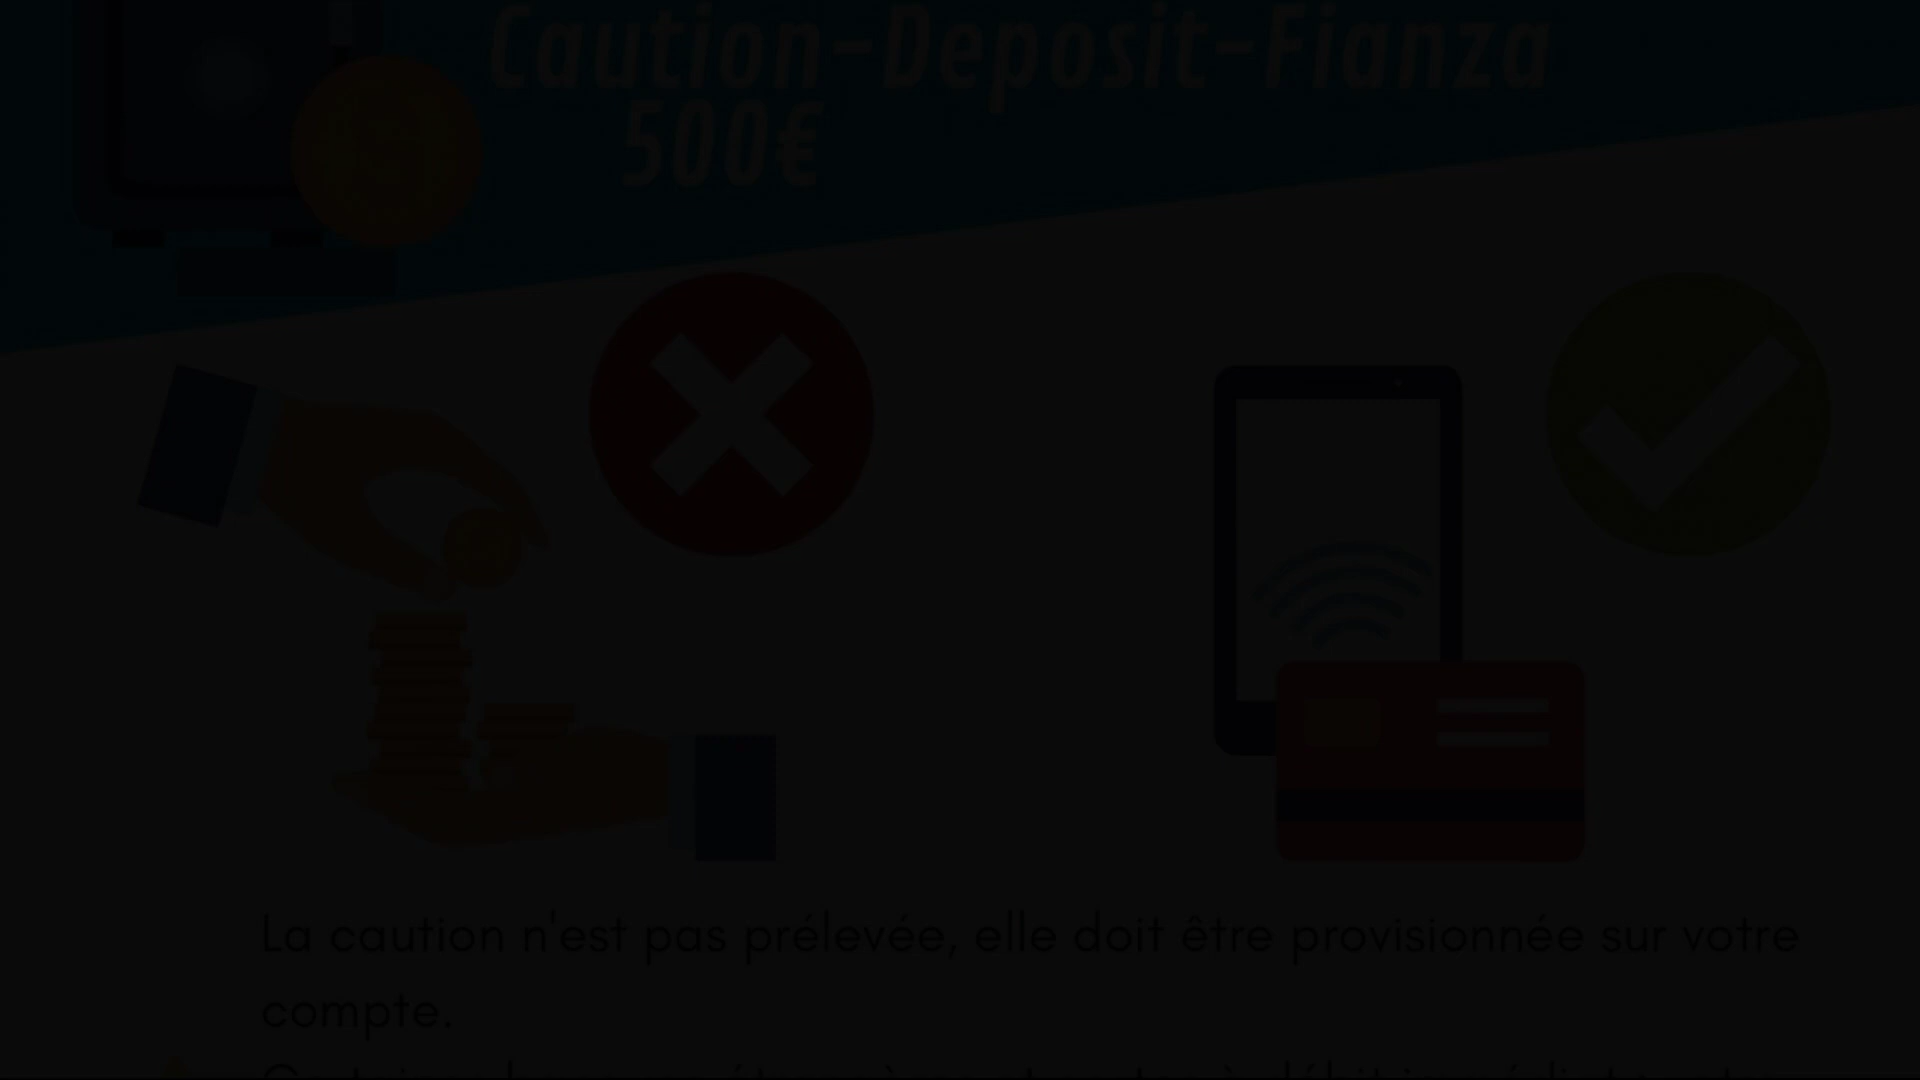 Caution-Deposit-Fianza
500€
La caution n'est pas prélevée, elle doit être provisionnée sur votre
compte.